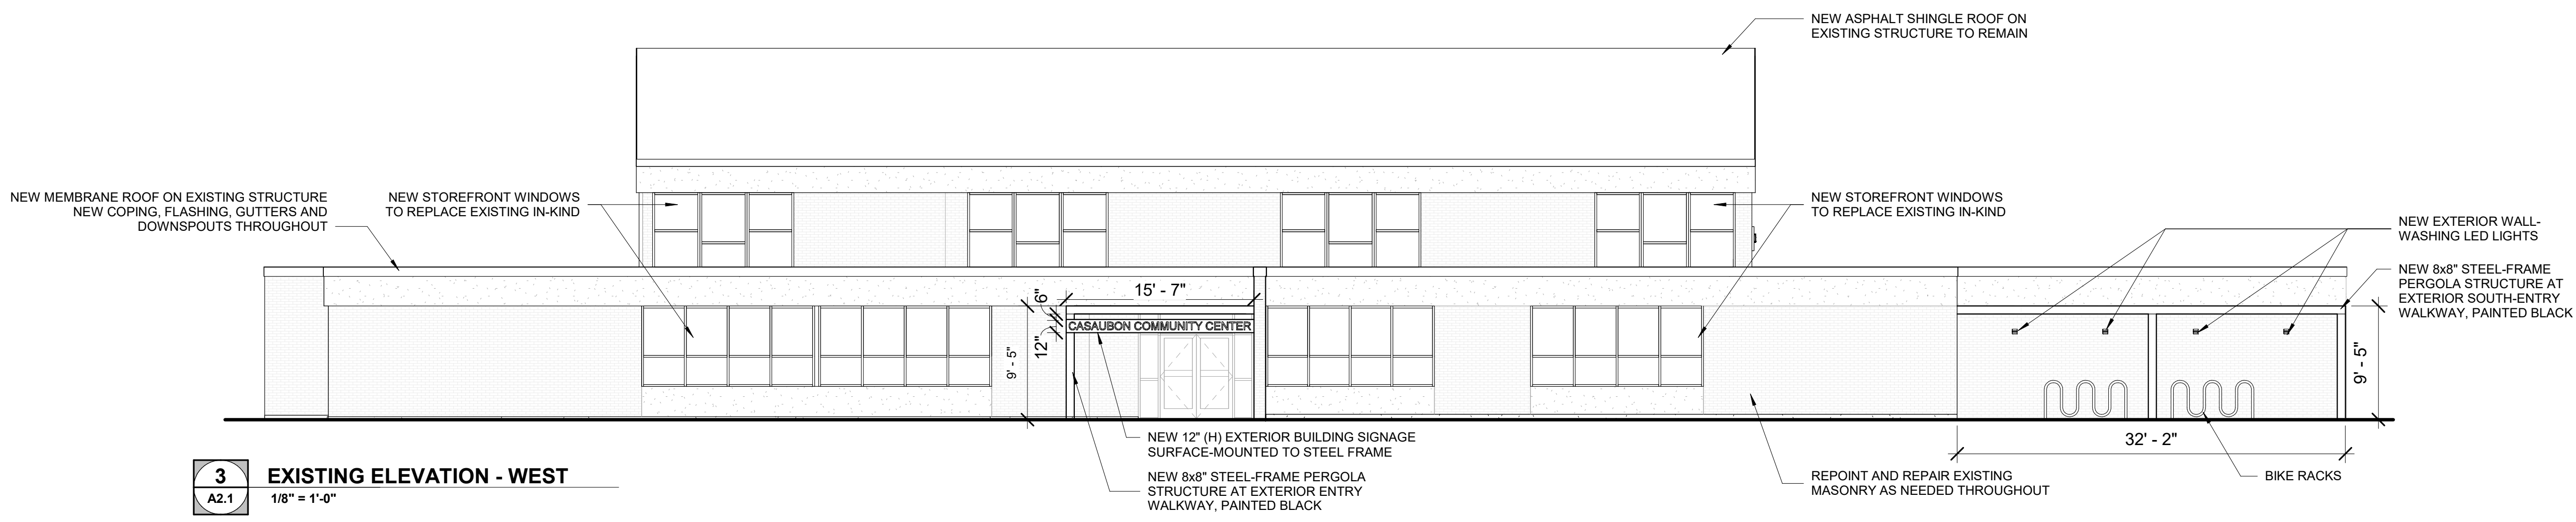 NEW ASPHALT SHINGLE ROOF ON
EXISTING STRUCTURE TO REMAIN
NEW MEMBRANE ROOF ON EXISTING STRUCTURE
NEW COPING, FLASHING, GUTTERS AND
DOWNSPOUTS THROUGHOUT
NEW STOREFRONT WINDOWS
TO REPLACE EXISTING IN-KIND
NEW STOREFRONT WINDOWS
TO REPLACE EXISTING IN-KIND
NEW EXTERIOR WALL-
WASHING LED LIGHTS
NEW 8x8" STEEL-FRAME
PERGOLA STRUCTURE AT
EXTERIOR SOUTH-ENTRY
WALKWAY, PAINTED BLACK
15' - 7"
6"
12"
9' - 5"
CASAUBON COMMUNITY CENTER
9' - 5"
32' - 2"
NEW 12" (H) EXTERIOR BUILDING SIGNAGE
SURFACE-MOUNTED TO STEEL FRAME
NEW 8x8" STEEL-FRAME PERGOLA
STRUCTURE AT EXTERIOR ENTRY
WALKWAY, PAINTED BLACK
REPOINT AND REPAIR EXISTING
MASONRY AS NEEDED THROUGHOUT
BIKE RACKS
3
A2.1
EXISTING ELEVATION - WEST
1/8" = 1'-0"